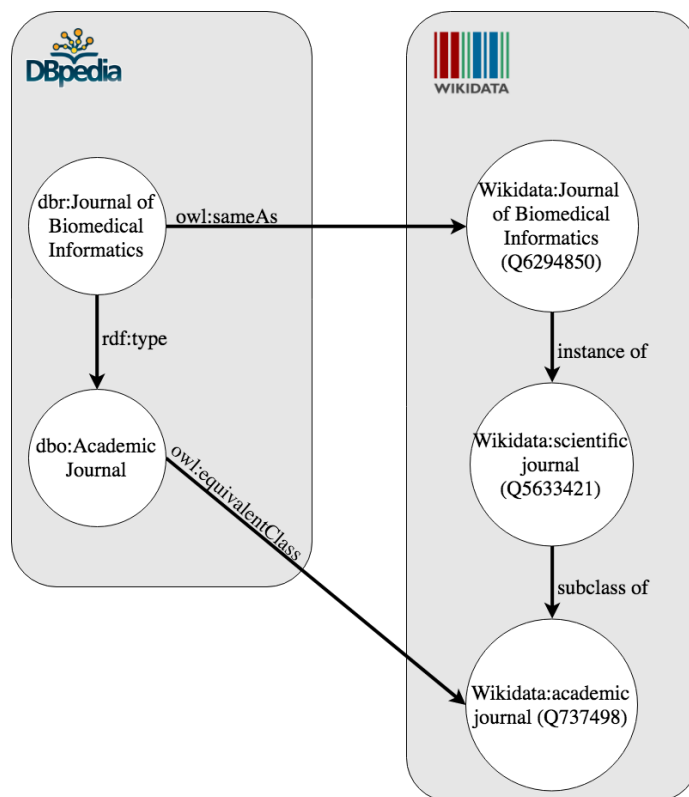 DBpedia
WIKIDATA
dbr:Journal of
Biomedical
Informatics
owl:sameAs
Wikidata:Journal
of Biomedical
Informatics
(Q6294850)
rdf:type
instance of
dbo:Academic
Journal
owl:equivalentClass
Wikidata:scientific
journal
(Q5633421)
subclass of
Wikidata:academic
journal (Q737498)